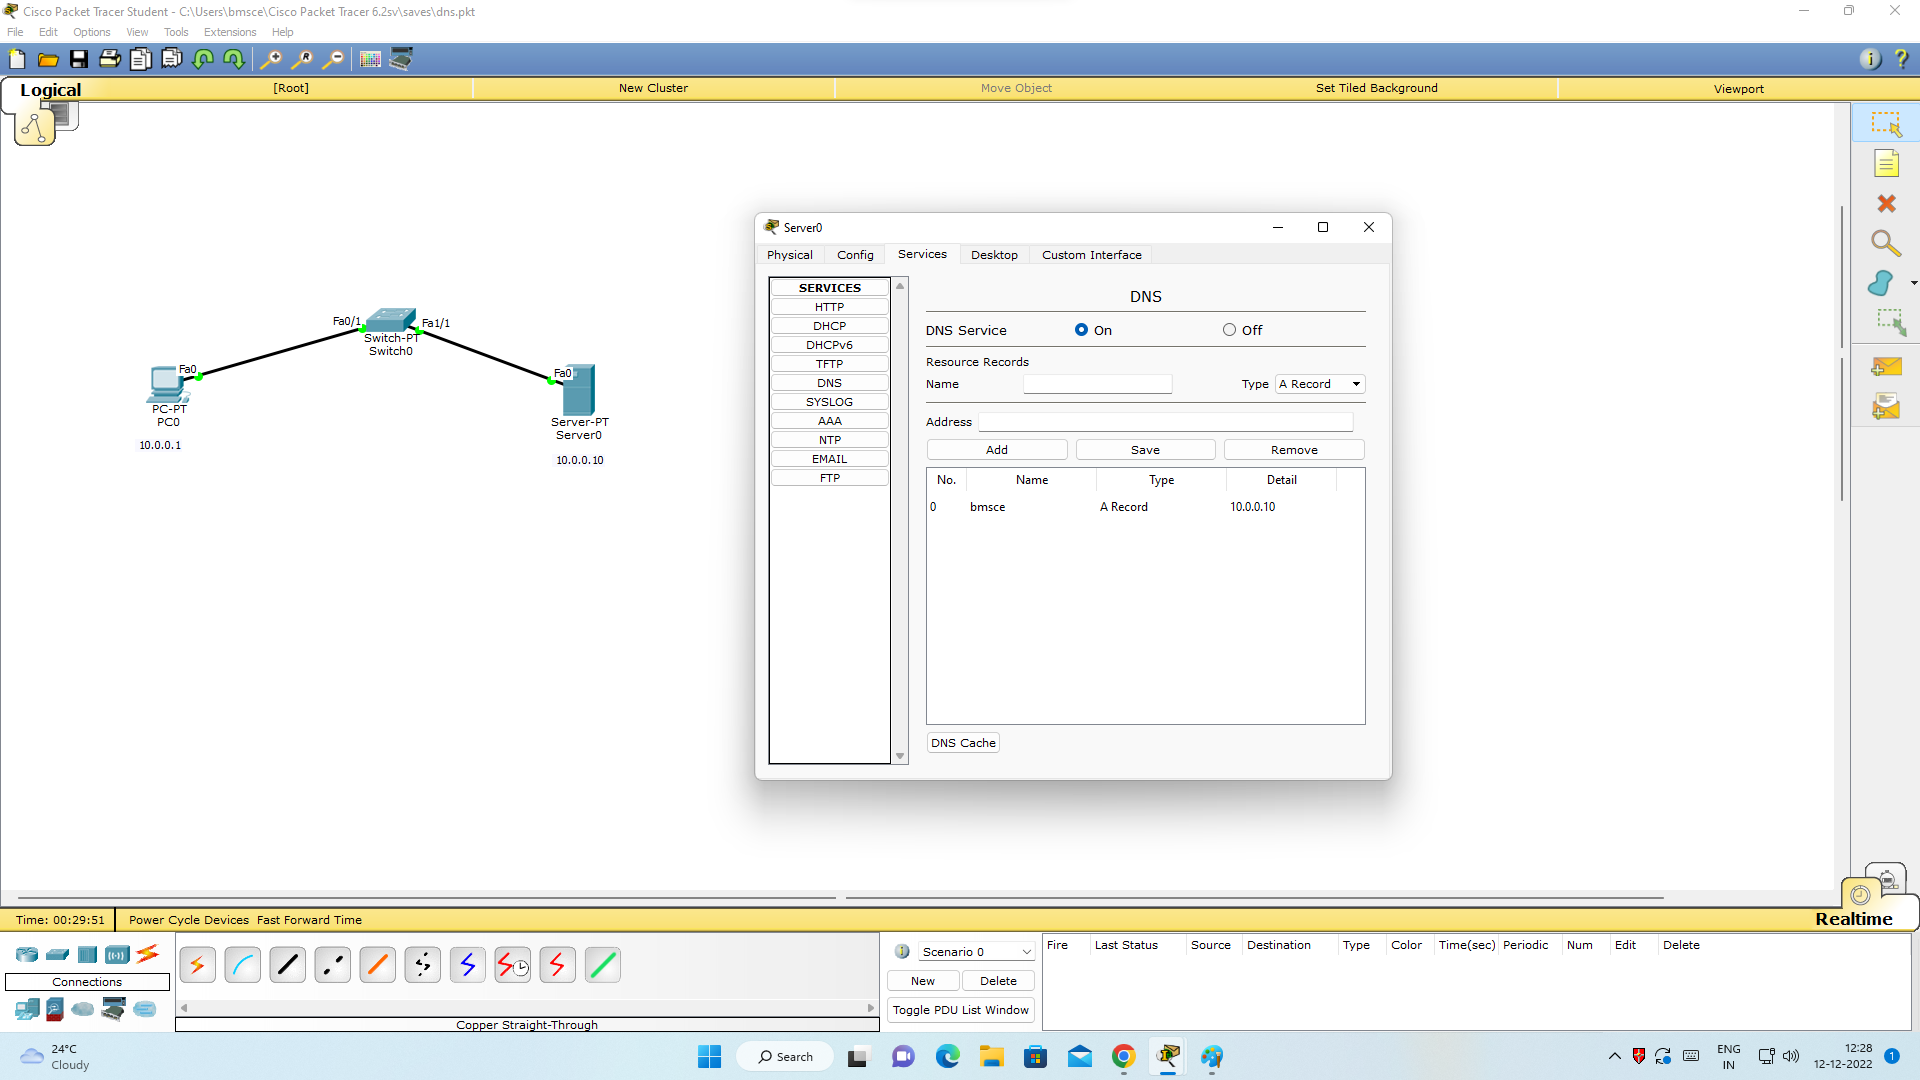 Cisco Packet Tracer Student - C:\Users\bmsce\Cisco Packet Tracer 6.2sv\saves\dns.pkt
File Edit Options View Tools Extensions Help
Logical [Root] New Cluster Move Object Set Tiled Background Viewport
Server0
Physical Config Services Desktop Custom Interface
SERVICES
HTTP
DHCP
DHCPv6
TFTP
DNS
SYSLOG
AAA
NTP
EMAIL
FTP
DNS
DNS Service On Off
Resource Records
Name Type A Record
Address
Add Save Remove
No. Name Type Detail
0 bmsce A Record 10.0.0.10
DNS Cache
Fa0/1 Fa1/1
Switch-PT
Switch0
Fa0
PC-PT
PC0
10.0.0.1
Fa0
Server-PT
Server0
10.0.0.10
Time: 00:29:51 Power Cycle Devices Fast Forward Time
Realtime
Connections
Copper Straight-Through
Scenario 0
New Delete
Toggle PDU List Window
Fire Last Status Source Destination Type Color Time(sec) Periodic Num Edit Delete
24°C
Cloudy
Search
ENG
IN
12:28
12-12-2022
1